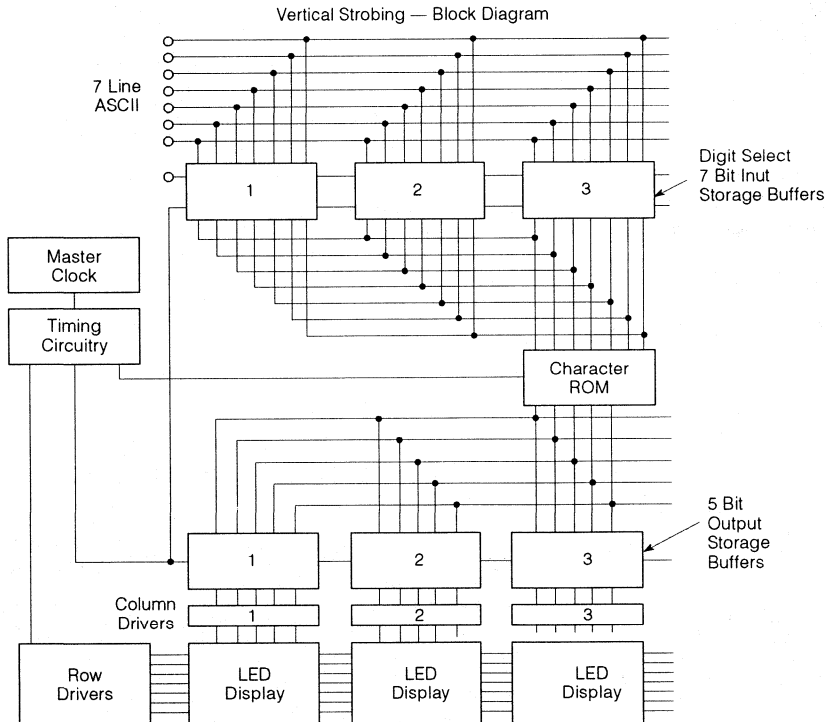 Vertical Strobing — Block Diagram
7 Line
ASCII
1
2
3
Digit Select
7 Bit Inut
Storage Buffers
Master
Clock
Timing
Circuitry
Character
ROM
1
2
3
5 Bit
Output
Storage
Buffers
Column
Drivers
1
2
3
Row
Drivers
LED
Display
LED
Display
LED
Display